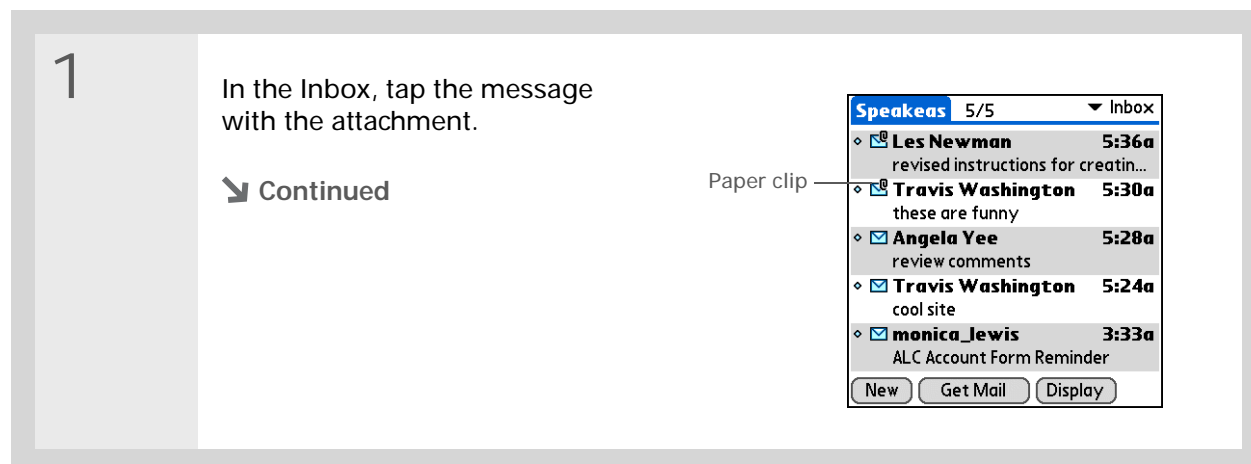 1
In the Inbox, tap the message
with the attachment.
Continued
Paper clip
Speakeas 5/5 Inbox
Les Newman 5:36a
revised instructions for creatin...
Travis Washington 5:30a
these are funny
Angela Yee 5:28a
review comments
Travis Washington 5:24a
cool site
monica_lewis 3:33a
ALC Account Form Reminder
New Get Mail Display